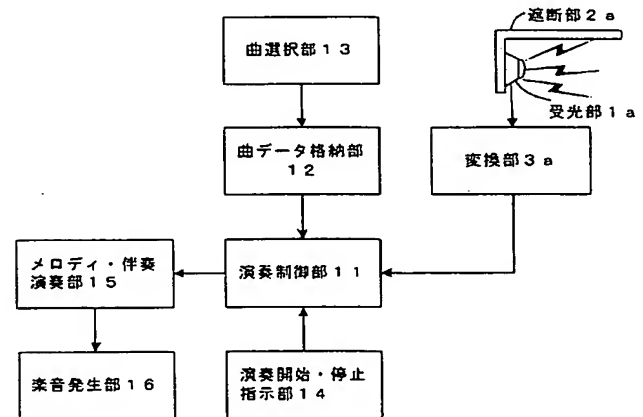 遮断部2a
曲選択部13
受光部1a
曲データ格納部
12
変換部3a
メロディ・伴奏
演奏部15
演奏制御部11
楽音発生部16
演奏開始・停止
指示部14